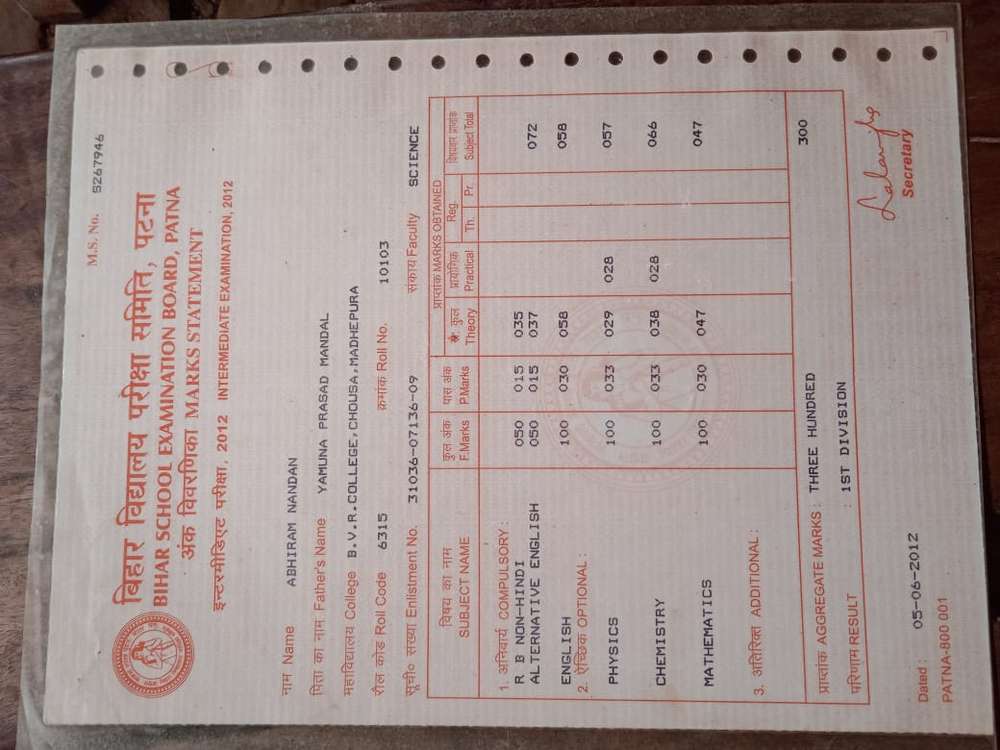 M.S. No. 5267946
बिहार विद्यालय परीक्षा समिति, पटना
BIHAR SCHOOL EXAMINATION BOARD, PATNA
अंक विवरणिका MARKS STATEMENT
इन्टरमीडिएट परीक्षा, 2012 INTERMEDIATE EXAMINATION, 2012
नाम Name ABHIRAM NANDAN
पिता का नाम Father's Name YAMUNA PRASAD MANDAL
महाविद्यालय College B.V.R.COLLEGE,CHOUSA,MADHEPURA
रौल कोड Roll Code 6315 क्रमांक Roll No. 10103
सूची० संख्या Enlistment No. 31036-07136-09 संकाय Faculty SCIENCE
विषय का नाम SUBJECT NAME कुल अंक F.Marks पास अंक P.Marks प्राप्तांक MARKS OBTAINED
कुल Theory प्रायोगिक Practical Reg. Th. Pr. विषयवार प्राप्तांक Subject Total
1. अनिवार्य COMPULSORY :
R B NON-HINDI 050 015 035
ALTERNATIVE ENGLISH 050 015 037 072
ENGLISH 100 030 058 058
2. ऐच्छिक OPTIONAL :
PHYSICS 100 033 029 028 057
CHEMISTRY 100 033 038 028 066
MATHEMATICS 100 030 047 047
3. अतिरिक्त ADDITIONAL :
प्राप्तांक AGGREGATE MARKS : THREE HUNDRED 300
परिणाम RESULT : 1ST DIVISION
Dated : 05-06-2012
PATNA-800 001
Secretary